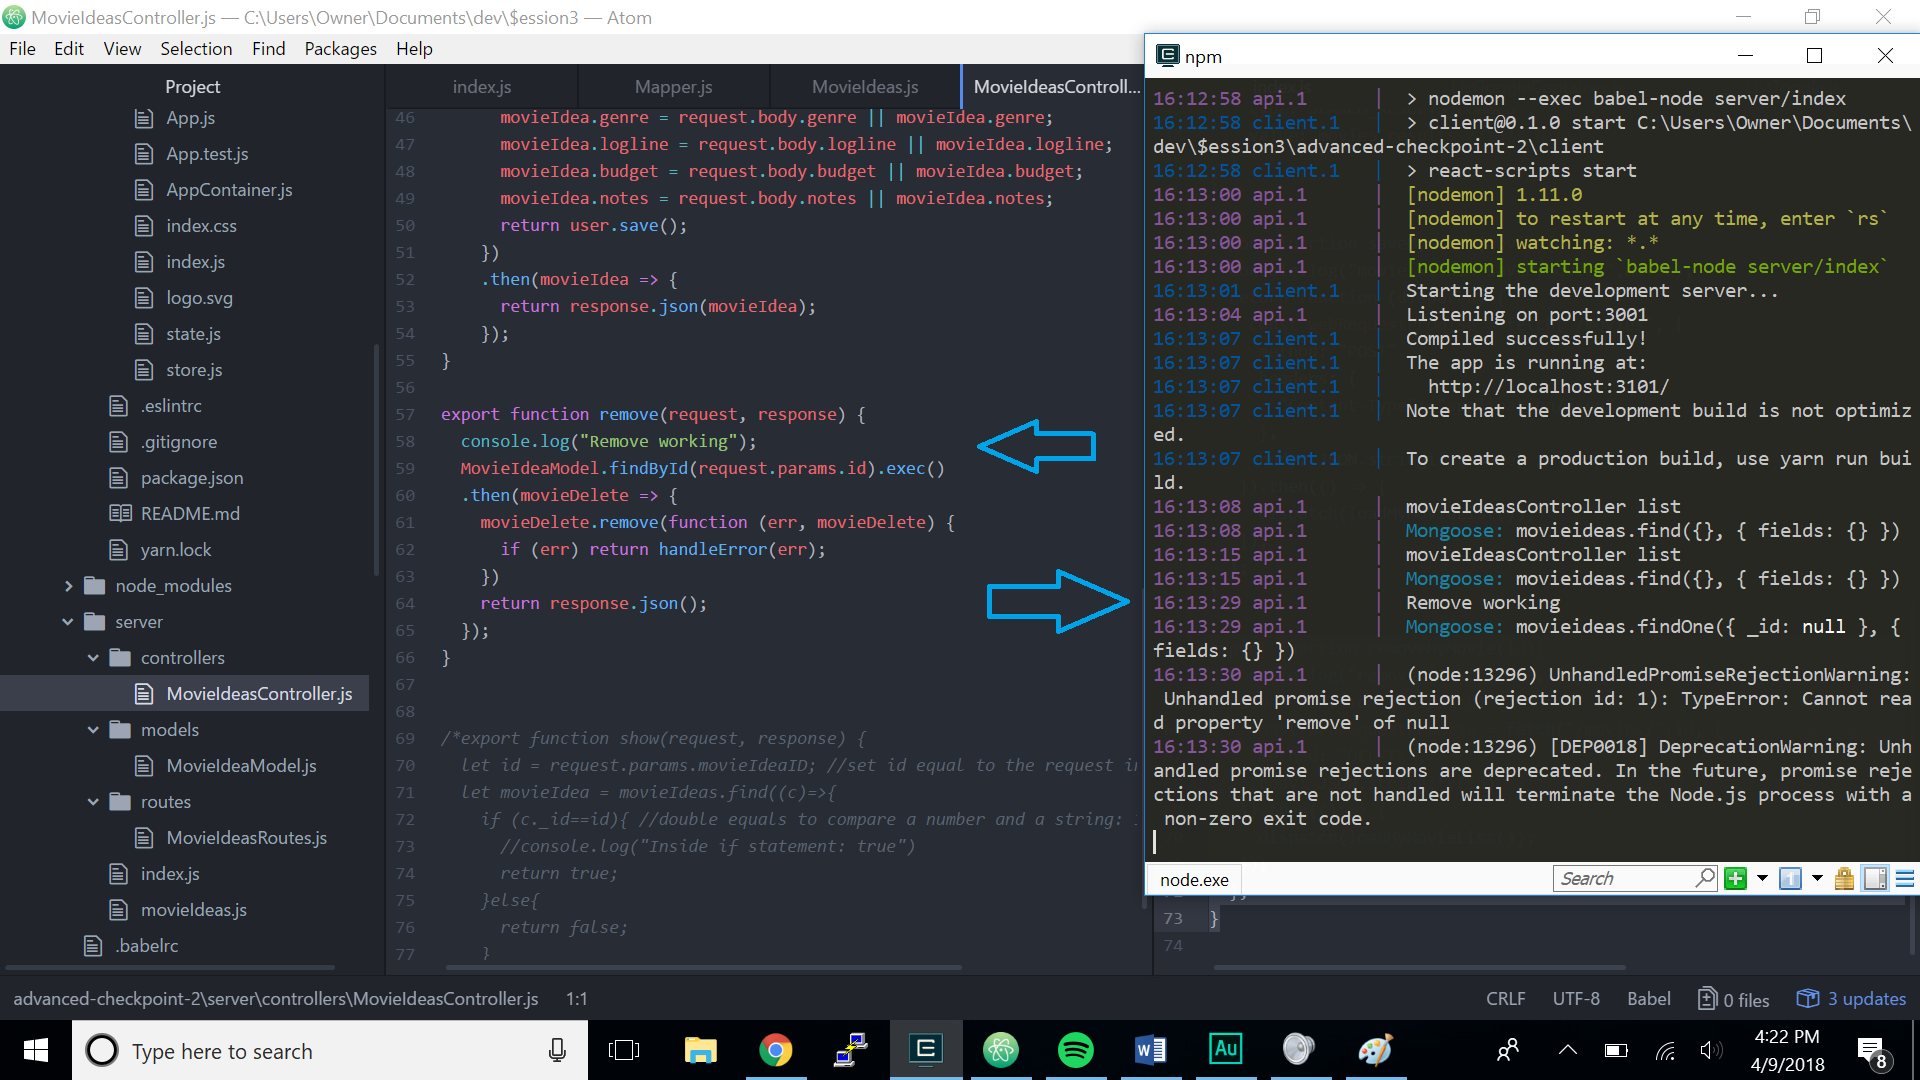 MovieIdeasController.js — C:\Users\Owner\Documents\dev\$ession3 — Atom
File Edit View Selection Find Packages Help
Project
App.js
App.test.js
AppContainer.js
index.css
index.js
logo.svg
state.js
store.js
.eslintrc
.gitignore
package.json
README.md
yarn.lock
node_modules
server
controllers
MovieIdeasController.js
models
MovieIdeaModel.js
routes
MovieIdeasRoutes.js
index.js
movieIdeas.js
.babelrc
index.js Mapper.js MovieIdeas.js MovieIdeasControll...
46 movieIdea.genre = request.body.genre || movieIdea.genre;
47 movieIdea.logline = request.body.logline || movieIdea.logline;
48 movieIdea.budget = request.body.budget || movieIdea.budget;
49 movieIdea.notes = request.body.notes || movieIdea.notes;
50 return user.save();
51 })
52 .then(movieIdea => {
53 return response.json(movieIdea);
54 });
55 }
56
57 export function remove(request, response) {
58 console.log("Remove working");
59 MovieIdeaModel.findById(request.params.id).exec()
60 .then(movieDelete => {
61 movieDelete.remove(function (err, movieDelete) {
62 if (err) return handleError(err);
63 })
64 return response.json();
65 });
66 }
67
68
69 /*export function show(request, response) {
70 let id = request.params.movieIdeaID; //set id equal to the request i
71 let movieIdea = movieIdeas.find((c)=>{
72 if (c._id==id){ //double equals to compare a number and a string:
73 //console.log("Inside if statement: true")
74 return true;
75 }else{
76 return false;
77 }
npm
16:12:58 api.1 | > nodemon --exec babel-node server/index
16:12:58 client.1 | > client@0.1.0 start C:\Users\Owner\Documents\
dev\$ession3\advanced-checkpoint-2\client
16:12:58 client.1 | > react-scripts start
16:13:00 api.1 | [nodemon] 1.11.0
16:13:00 api.1 | [nodemon] to restart at any time, enter `rs`
16:13:00 api.1 | [nodemon] watching: *.*
16:13:00 api.1 | [nodemon] starting `babel-node server/index`
16:13:01 client.1 | Starting the development server...
16:13:04 api.1 | Listening on port:3001
16:13:07 client.1 | Compiled successfully!
16:13:07 client.1 | The app is running at:
16:13:07 client.1 | http://localhost:3101/
16:13:07 client.1 | Note that the development build is not optimiz
ed.
16:13:07 client.1 | To create a production build, use yarn run bui
ld.
16:13:08 api.1 | movieIdeasController list
16:13:08 api.1 | Mongoose: movieideas.find({}, { fields: {} })
16:13:15 api.1 | movieIdeasController list
16:13:15 api.1 | Mongoose: movieideas.find({}, { fields: {} })
16:13:29 api.1 | Remove working
16:13:29 api.1 | Mongoose: movieideas.findOne({ _id: null }, {
fields: {} })
16:13:30 api.1 | (node:13296) UnhandledPromiseRejectionWarning:
Unhandled promise rejection (rejection id: 1): TypeError: Cannot rea
d property 'remove' of null
16:13:30 api.1 | (node:13296) [DEP0018] DeprecationWarning: Unh
andled promise rejections are deprecated. In the future, promise reje
ctions that are not handled will terminate the Node.js process with a
non-zero exit code.
node.exe Search
73 }
74
advanced-checkpoint-2\server\controllers\MovieIdeasController.js 1:1 CRLF UTF-8 Babel 0 files 3 updates
Type here to search
Au
4:22 PM
4/9/2018
8